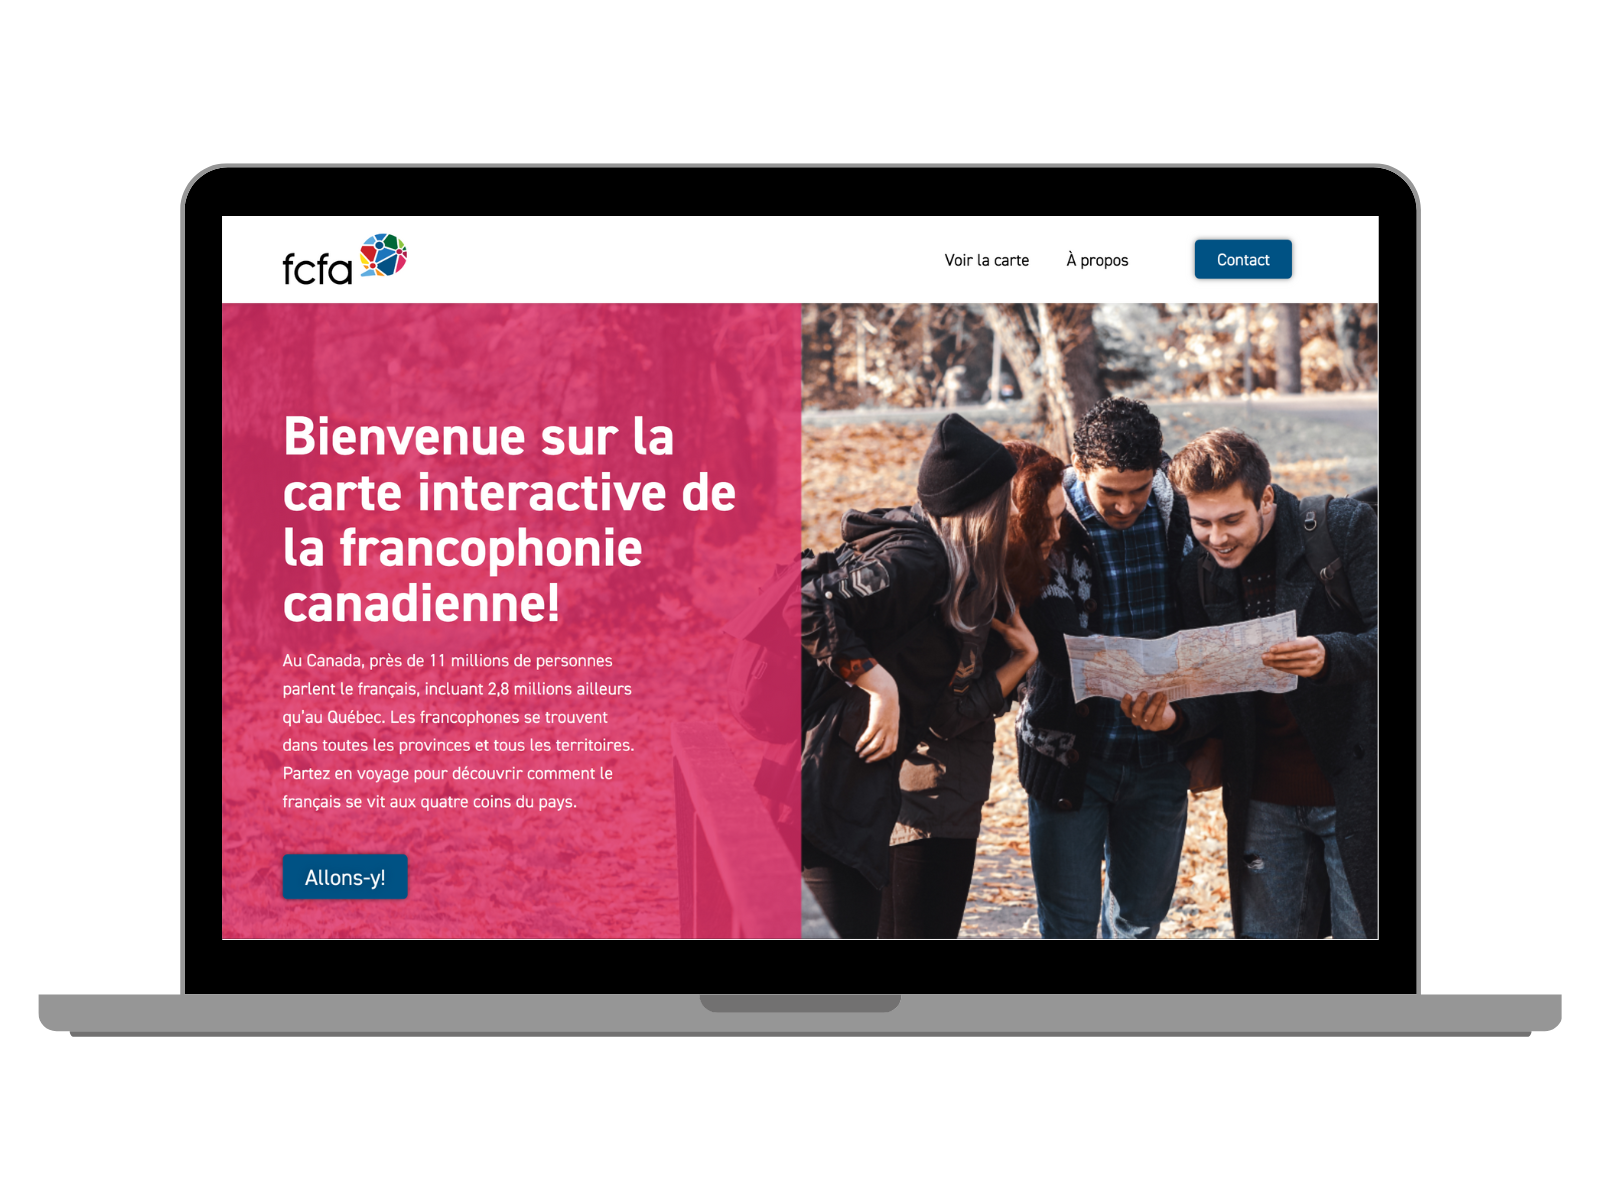 fcfa
Voir la carte
À propos
Contact
Bienvenue sur la
carte interactive de
la francophonie
canadienne!
Au Canada, près de 11 millions de personnes
parlent le français, incluant 2,8 millions ailleurs
qu'au Québec. Les francophones se trouvent
dans toutes les provinces et tous les territoires.
Partez en voyage pour découvrir comment le
français se vit aux quatre coins du pays.
Allons-y!